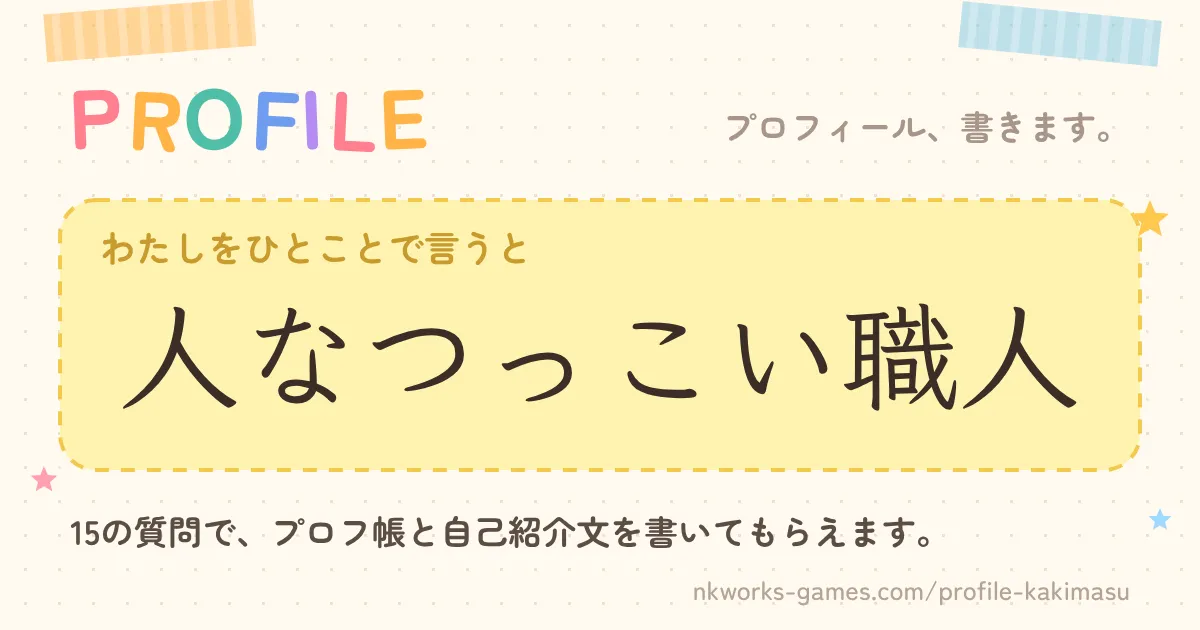 PROFILE
プロフィール、書きます。
わたしをひとことで言うと
人なつっこい職人
15の質問で、プロフ帳と自己紹介文を書いてもらえます。
nkworks-games.com/profile-kakimasu